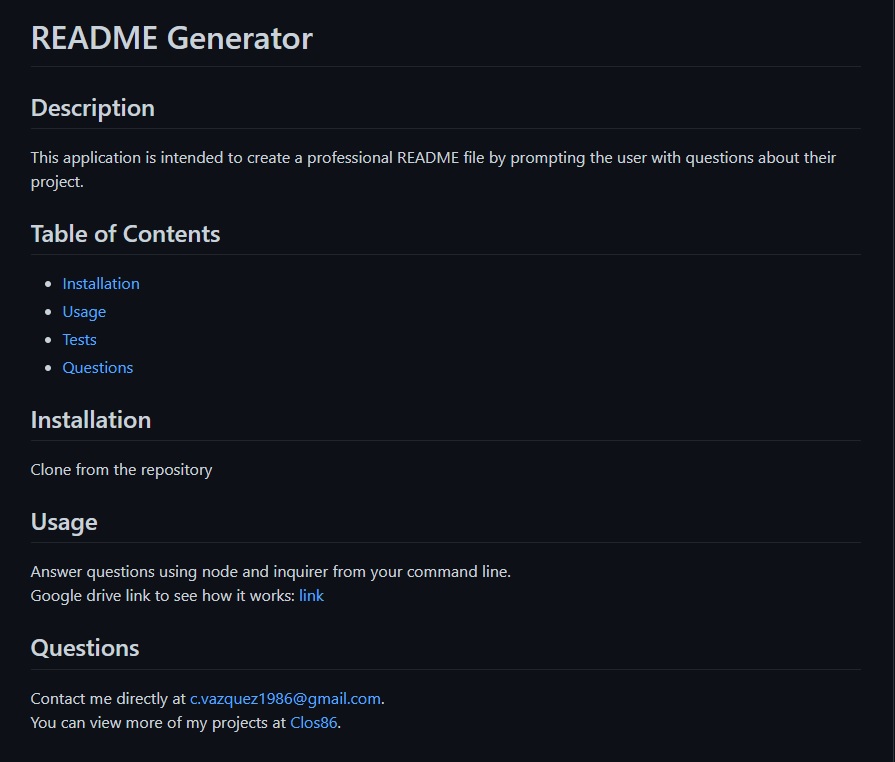 README Generator
Description
This application is intended to create a professional README file by prompting the user with questions about their
project.
Table of Contents
Installation
Usage
Tests
Questions
Installation
Clone from the repository
Usage
Answer questions using node and inquirer from your command line.
Google drive link to see how it works: link
Questions
Contact me directly at c.vazquez1986@gmail.com.
You can view more of my projects at Clos86.